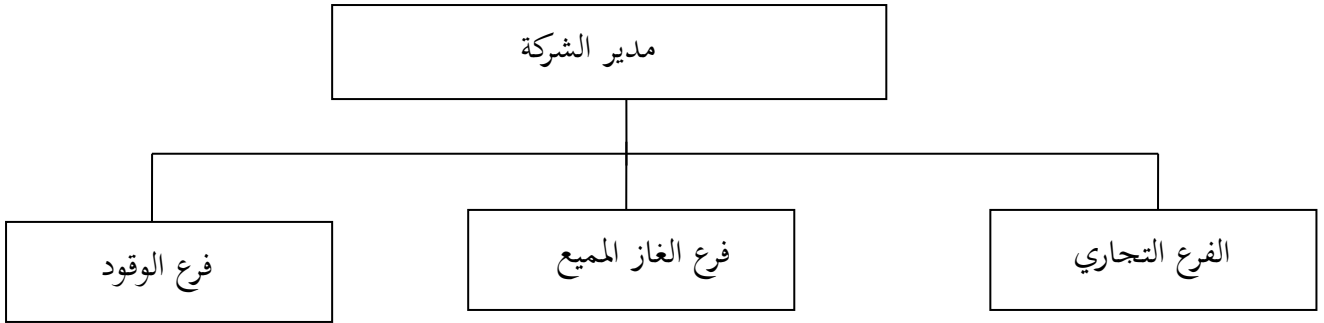 مدير الشركة
الفرع التجاري
فرع الغاز المميع
فرع الوقود